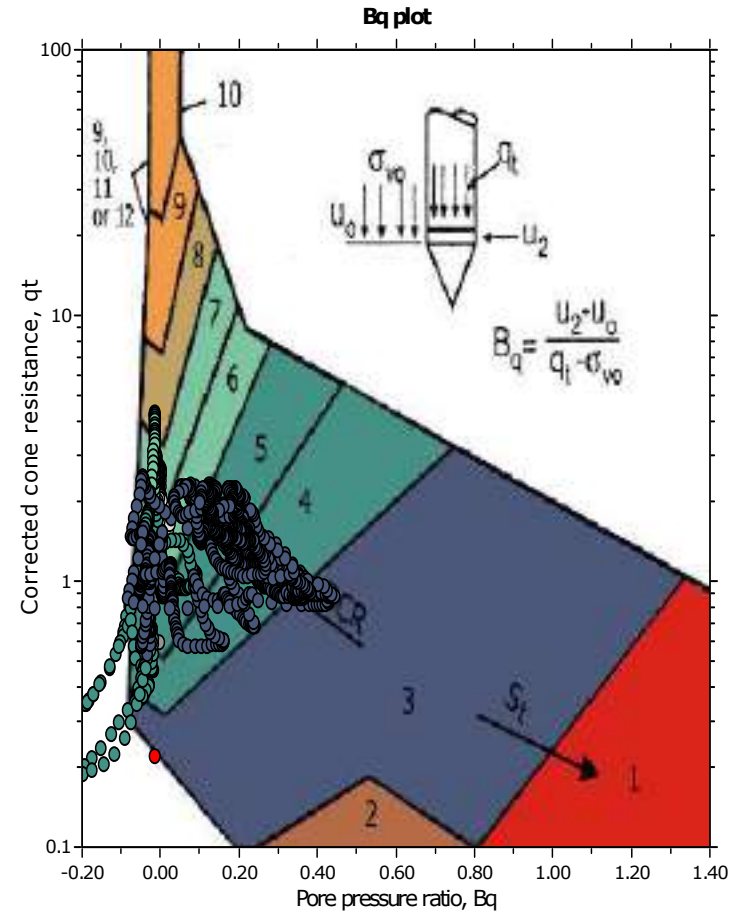 Bq plot
100
10
1
0.1
Corrected cone resistance, qt
10
9,
10,
11
or 12
9
8
7
6
5
4
3
2
1
σvo
qt
uo
u2
Bq= u2-uo
qt-σvo
CR
St
-0.20 0.00 0.20 0.40 0.60 0.80 1.00 1.20 1.40
Pore pressure ratio, Bq